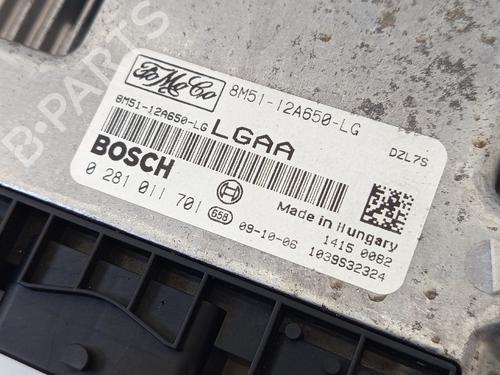 B-PARTS
FoMoCo
8M51-12A650-LG
8M51-12A650-LG
LGAA
DZL7S
BOSCH
0 281 011 701
658
Made in Hungary
09-10-06
1415 0082
1039S32324